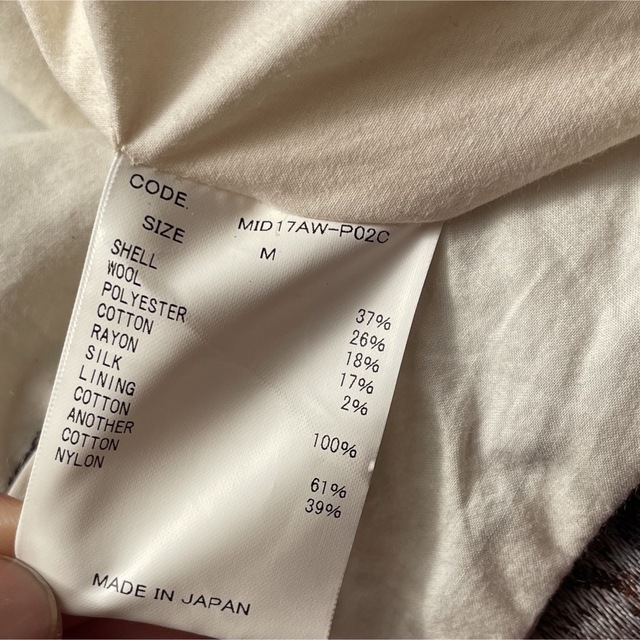 CODE MID17AW-P02C
SIZE M
SHELL
WOOL 37%
POLYESTER 26%
COTTON 18%
RAYON 17%
SILK 2%
LINING
COTTON 100%
ANOTHER
COTTON 61%
NYLON 39%
MADE IN JAPAN